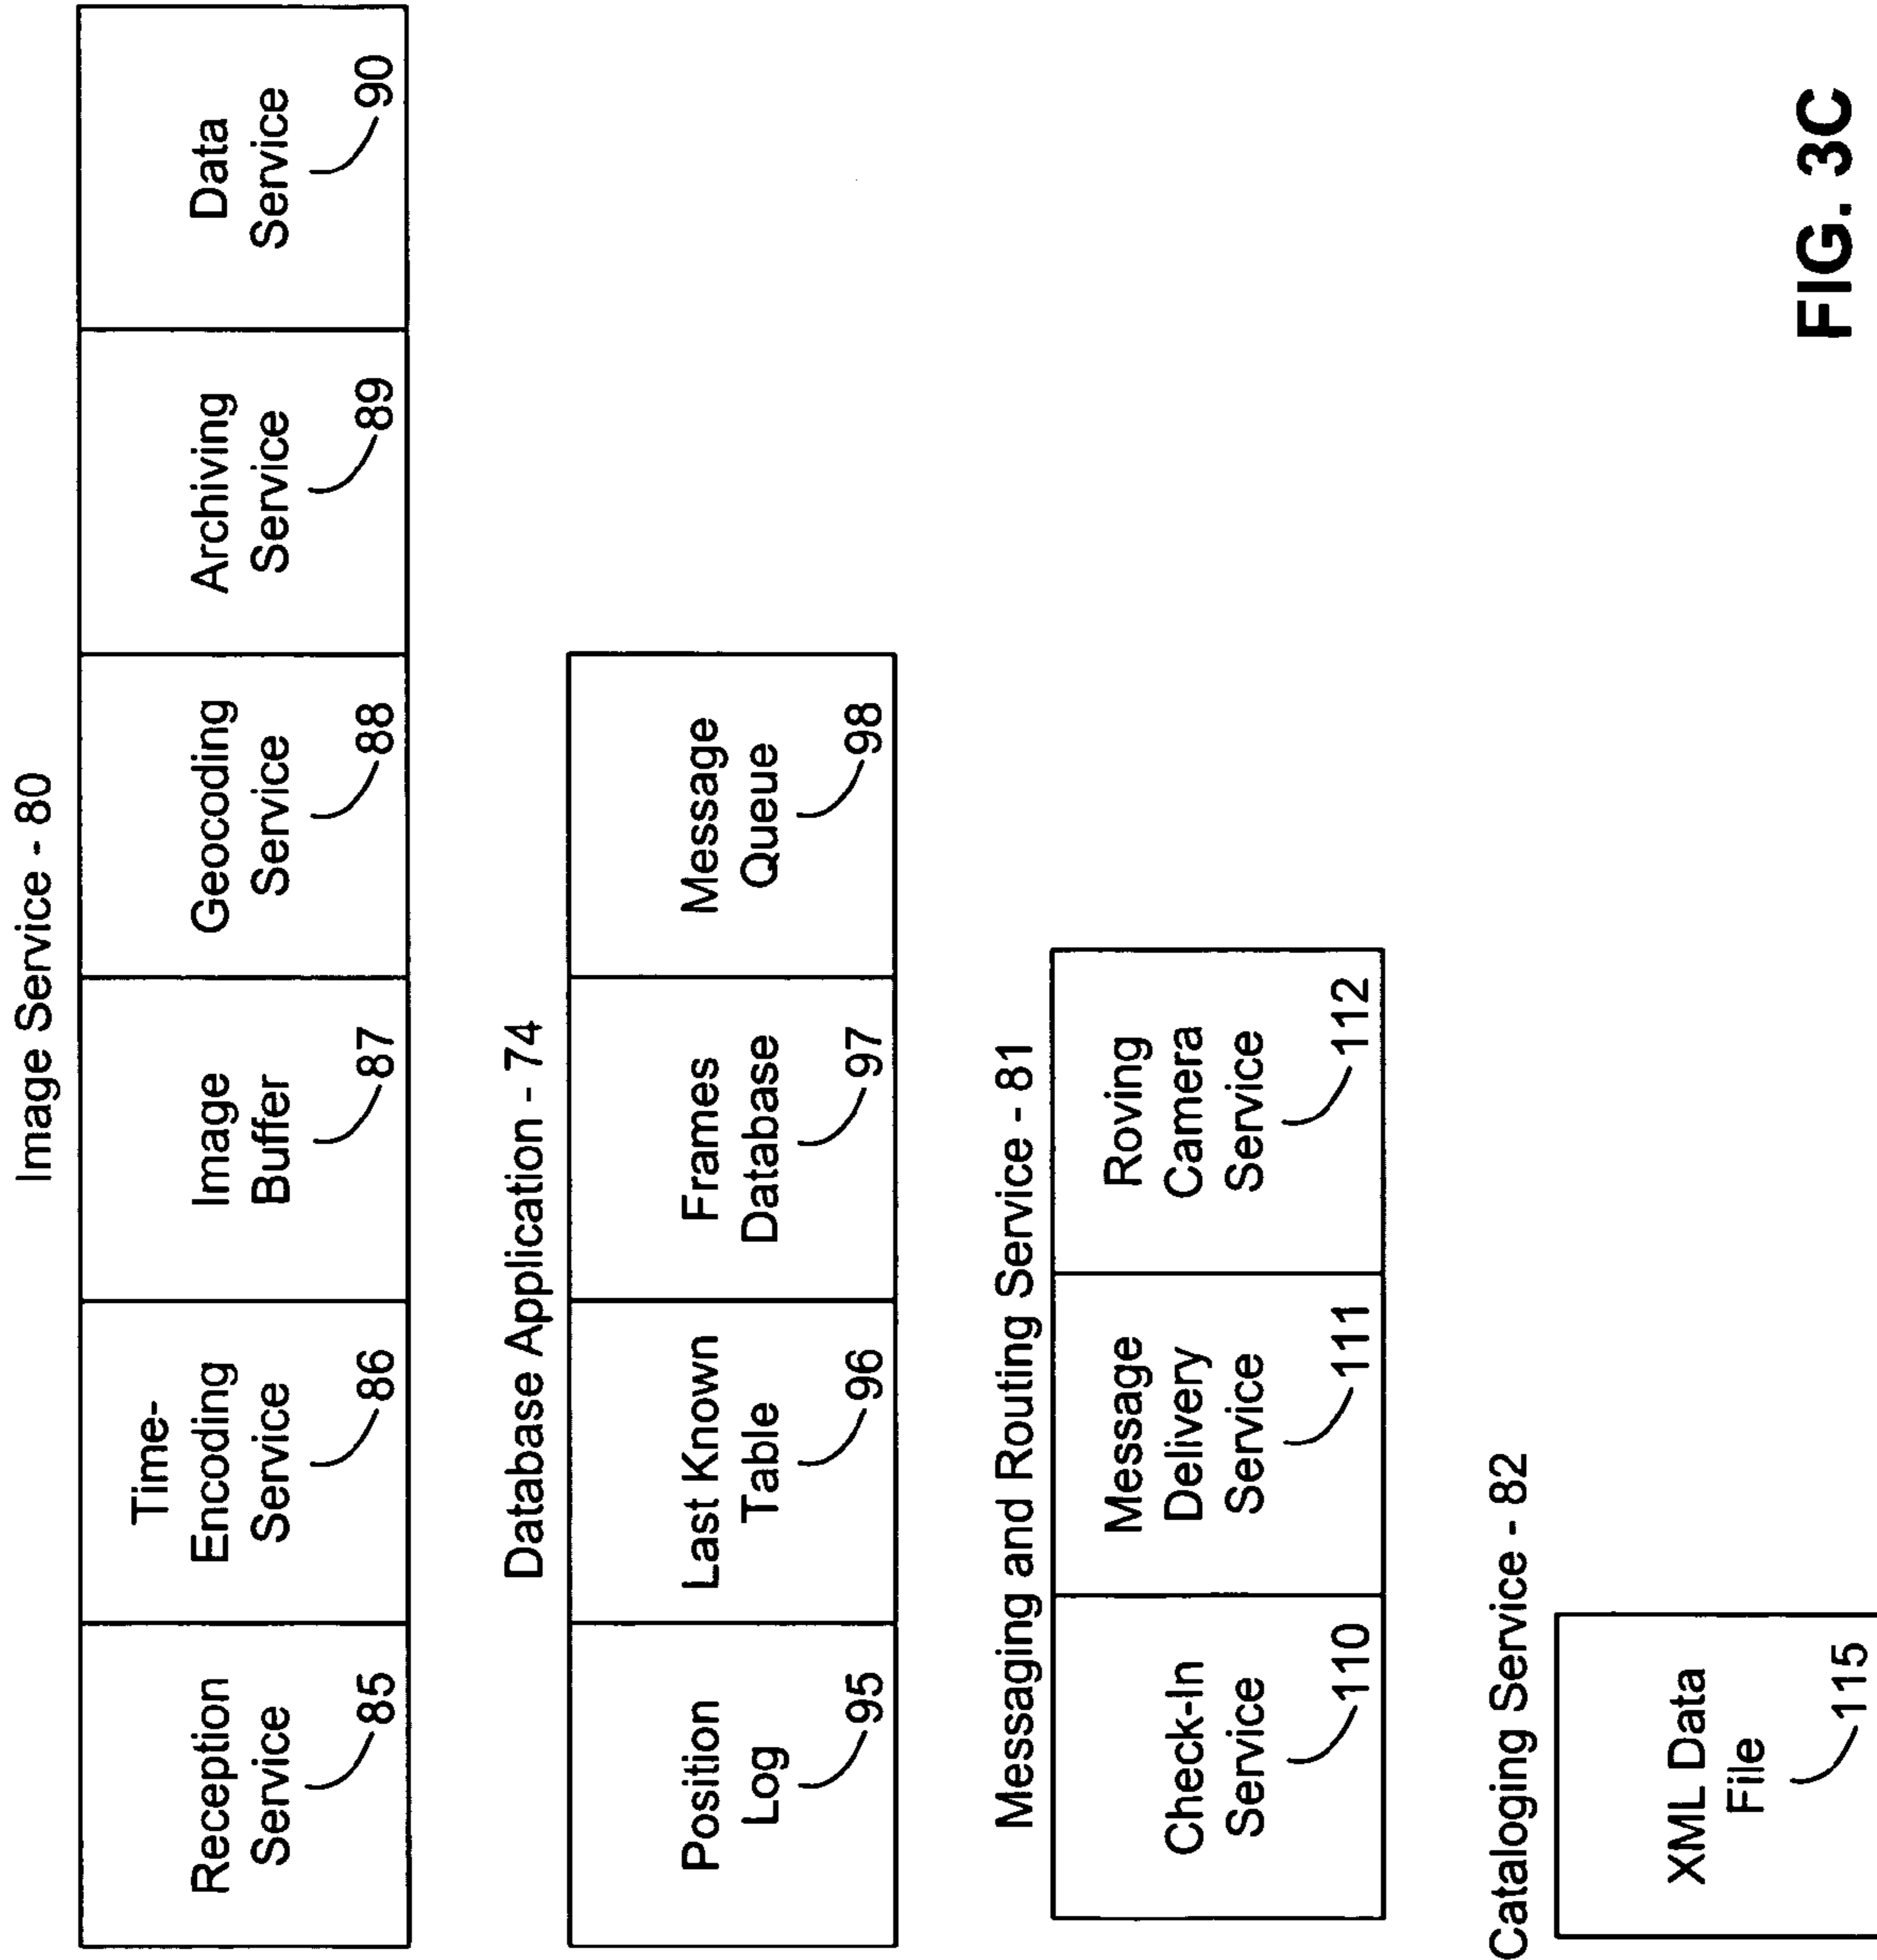 Image Service - 80
Reception
Service
85
Time-
Encoding
Service
86
Image
Buffer
87
Geocoding
Service
88
Archiving
Service
89
Data
Service
90
Database Application - 74
Position
Log
95
Last Known
Table
96
Frames
Database
97
Message
Queue
98
Messaging and Routing Service - 81
Check-In
Service
110
Message
Delivery
Service
111
Roving
Camera
Service
112
Cataloging Service - 82
XML Data
File
115
FIG. 3C